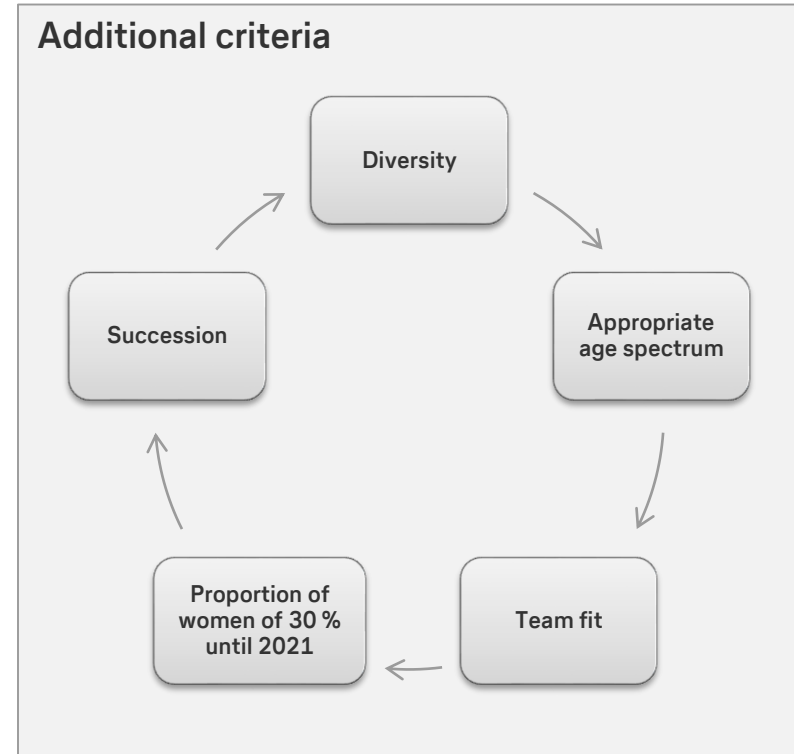 Additional criteria
Diversity
Appropriate
age spectrum
Team fit
Proportion of
women of 30 %
until 2021
Succession